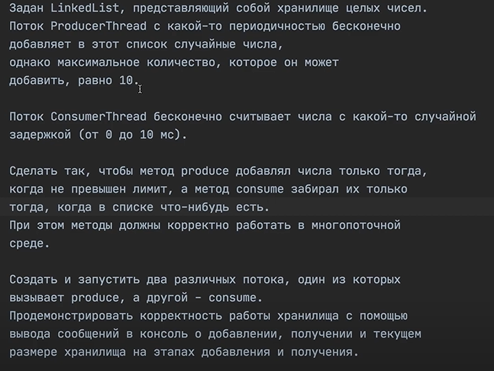 Задан LinkedList, представляющий собой хранилище целых чисел.
Поток ProducerThread с какой-то периодичностью бесконечно
добавляет в этот список случайные числа,
однако максимальное количество, которое он может
добавить, равно 10.
Поток ConsumerThread бесконечно считывает числа с какой-то случайной
задержкой (от 0 до 10 мс).
Сделать так, чтобы метод produce добавлял числа только тогда,
когда не превышен лимит, а метод consume забирал их только
тогда, когда в списке что-нибудь есть.
При этом методы должны корректно работать в многопоточной
среде.
Создать и запустить два различных потока, один из которых
вызывает produce, а другой - consume.
Продемонстрировать корректность работы хранилища с помощью
вывода сообщений в консоль о добавлении, получении и текущем
размере хранилища на этапах добавления и получения.